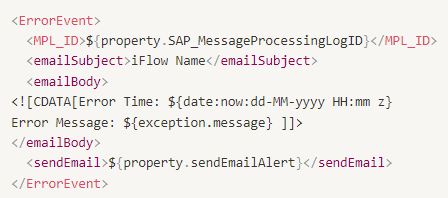 <ErrorEvent>
<MPL_ID>${property.SAP_MessageProcessingLogID}</MPL_ID>
<emailSubject>iFlow Name</emailSubject>
<emailBody>
<![CDATA[Error Time: ${date:now:dd-MM-yyyy HH:mm z}
Error Message: ${exception.message} ]]>
</emailBody>
<sendEmail>${property.sendEmailAlert}</sendEmail>
</ErrorEvent>